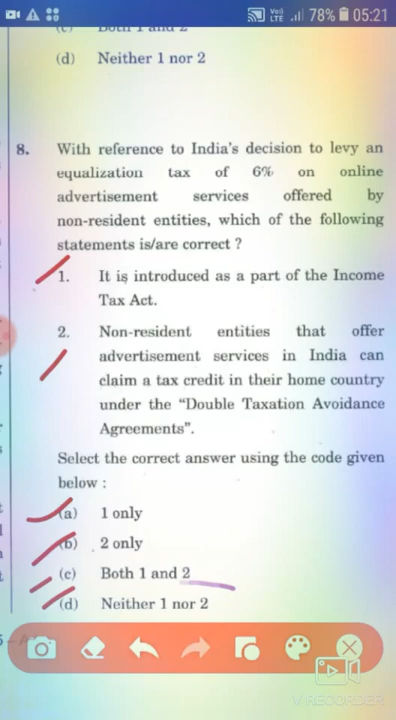 78% 05:21
(c) Both 1 and 2
(d) Neither 1 nor 2
8. With reference to India's decision to levy an
equalization tax of 6% on online
advertisement services offered by
non-resident entities, which of the following
statements is/are correct ?
1. It is introduced as a part of the Income
Tax Act.
2. Non-resident entities that offer
advertisement services in India can
claim a tax credit in their home country
under the “Double Taxation Avoidance
Agreements”.
Select the correct answer using the code given
below :
(a) 1 only
(b) 2 only
(c) Both 1 and 2
(d) Neither 1 nor 2
V RECORDER